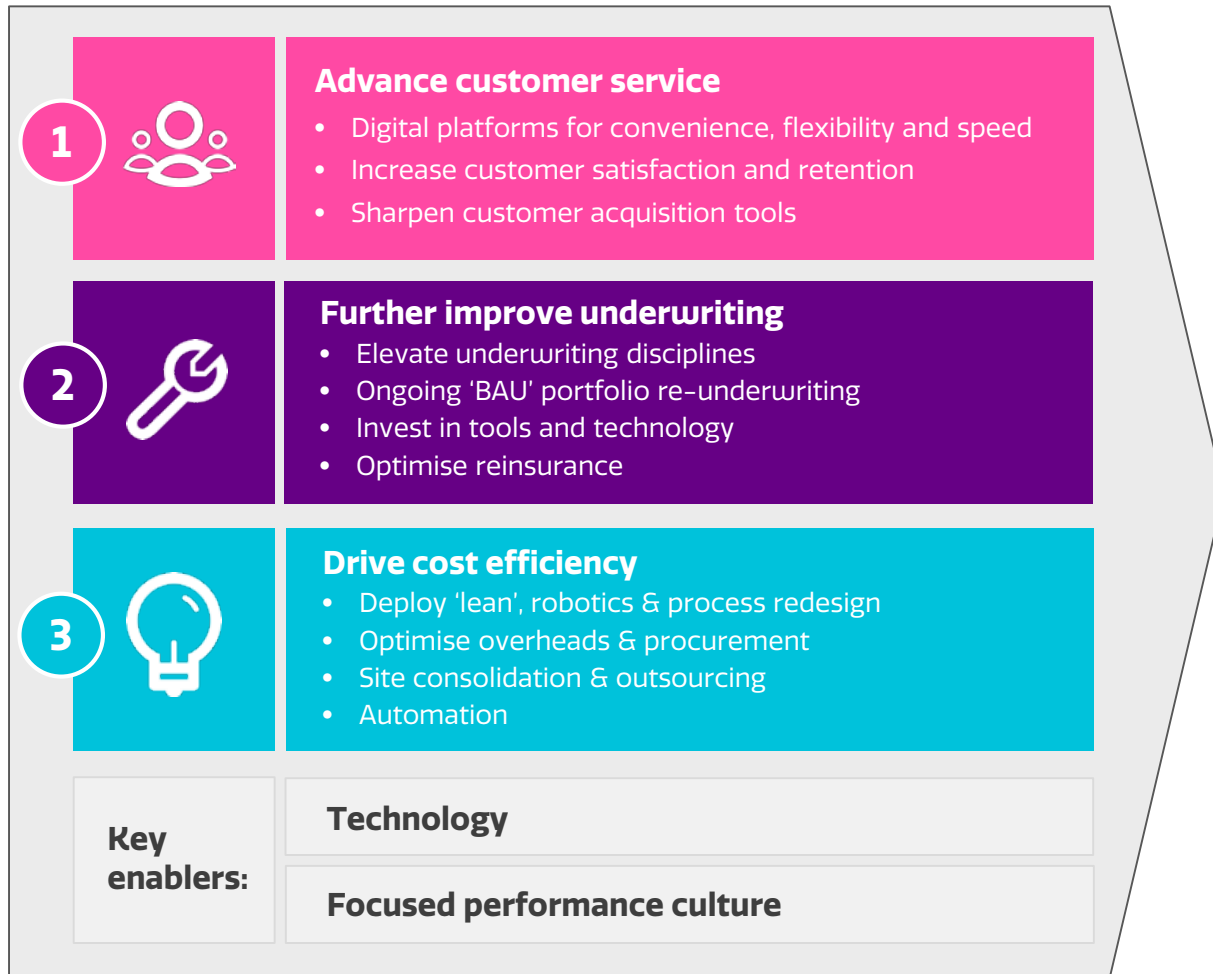 1
Advance customer service
• Digital platforms for convenience, flexibility and speed
• Increase customer satisfaction and retention
• Sharpen customer acquisition tools
2
Further improve underwriting
• Elevate underwriting disciplines
• Ongoing ‘BAU’ portfolio re-underwriting
• Invest in tools and technology
• Optimise reinsurance
3
Drive cost efficiency
• Deploy ‘lean’, robotics & process redesign
• Optimise overheads & procurement
• Site consolidation & outsourcing
• Automation
Key
enablers:
Technology
Focused performance culture